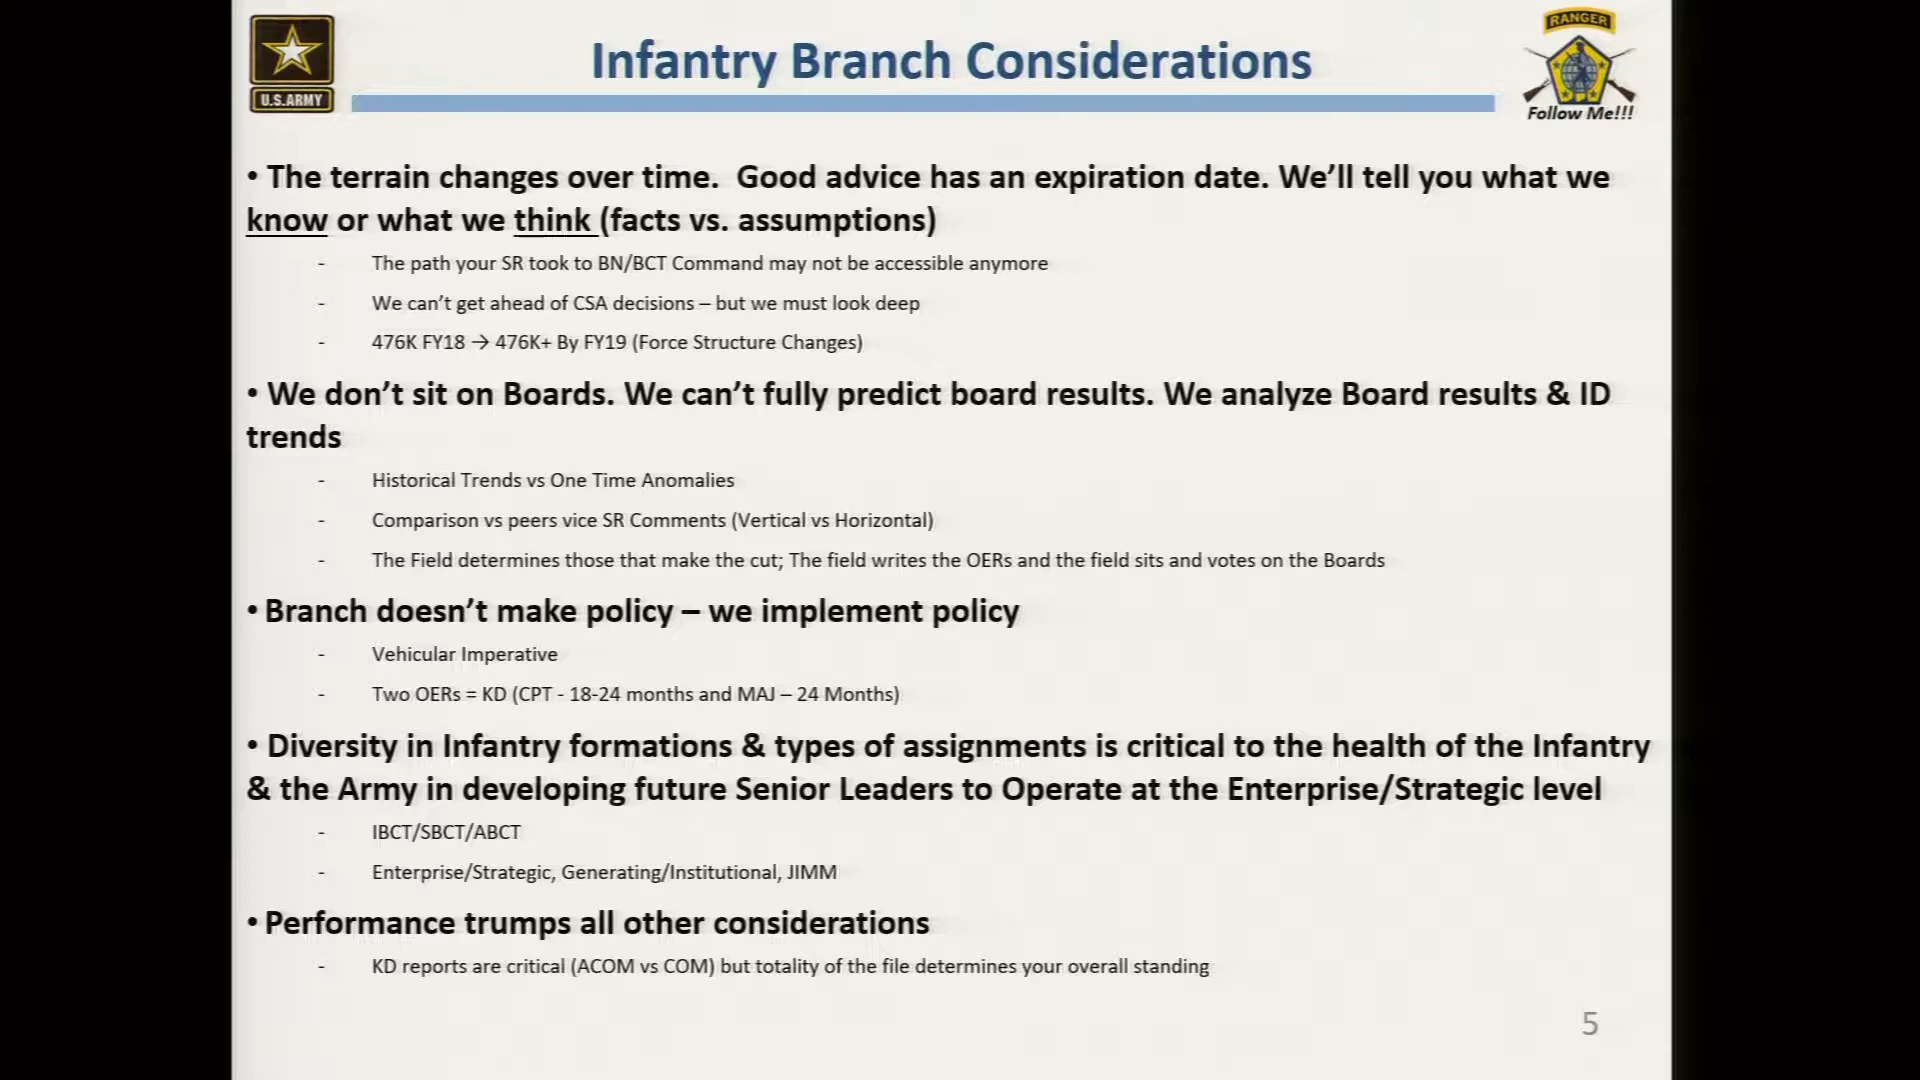 Infantry Branch Considerations
U.S.ARMY
RANGER
Follow Me!!!
• The terrain changes over time.  Good advice has an expiration date. We’ll tell you what we
know or what we think (facts vs. assumptions)
- The path your SR took to BN/BCT Command may not be accessible anymore
- We can’t get ahead of CSA decisions – but we must look deep
- 476K FY18 → 476K+ By FY19 (Force Structure Changes)
• We don’t sit on Boards. We can’t fully predict board results. We analyze Board results & ID
trends
- Historical Trends vs One Time Anomalies
- Comparison vs peers vice SR Comments (Vertical vs Horizontal)
- The Field determines those that make the cut; The field writes the OERs and the field sits and votes on the Boards
• Branch doesn’t make policy – we implement policy
- Vehicular Imperative
- Two OERs = KD (CPT - 18-24 months and MAJ – 24 Months)
• Diversity in Infantry formations & types of assignments is critical to the health of the Infantry
& the Army in developing future Senior Leaders to Operate at the Enterprise/Strategic level
- IBCT/SBCT/ABCT
- Enterprise/Strategic, Generating/Institutional, JIMM
• Performance trumps all other considerations
- KD reports are critical (ACOM vs COM) but totality of the file determines your overall standing
5